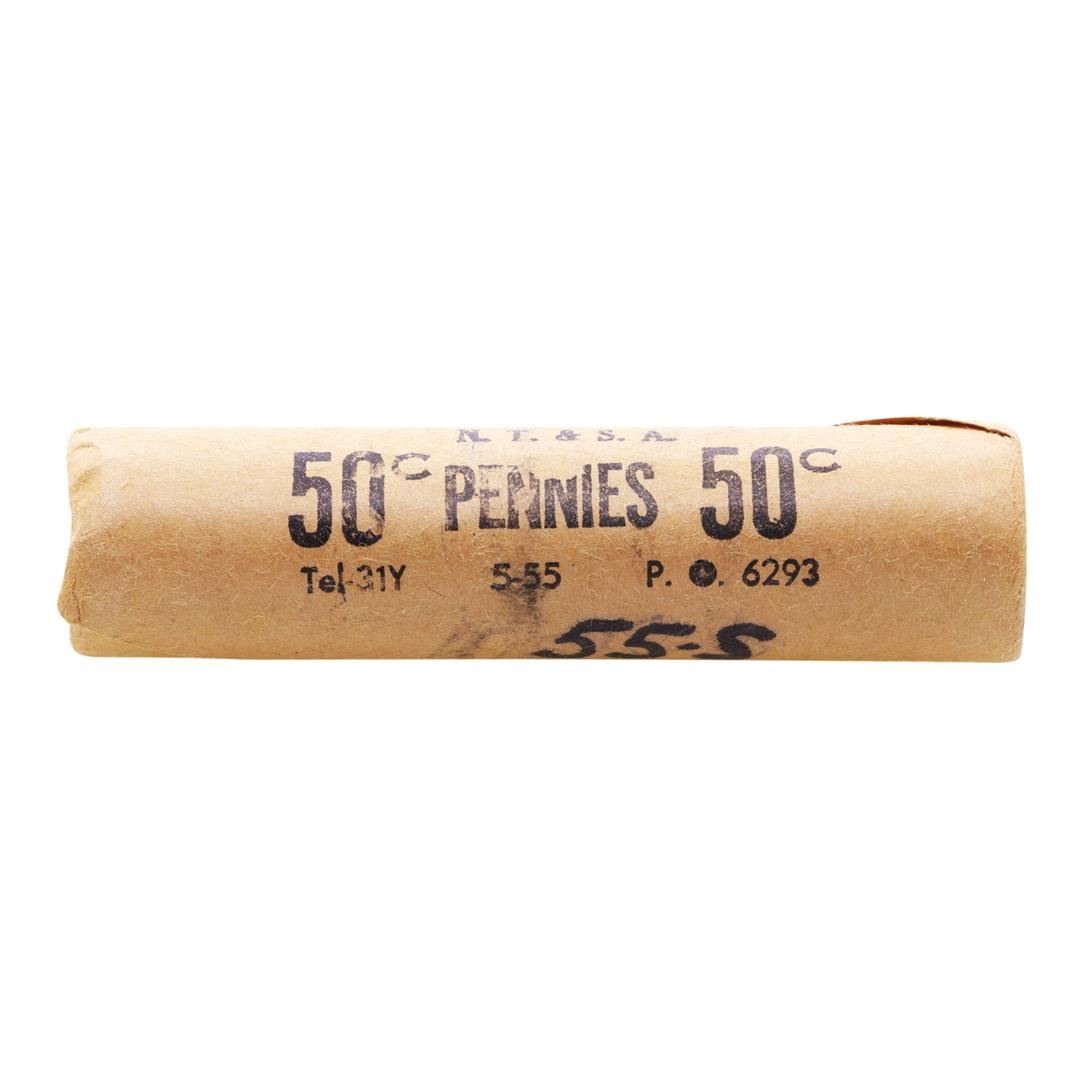 N. T. & S. A.
50c PENNIES 50c
Tel-31Y 5-55 P. O. 6293
55-S